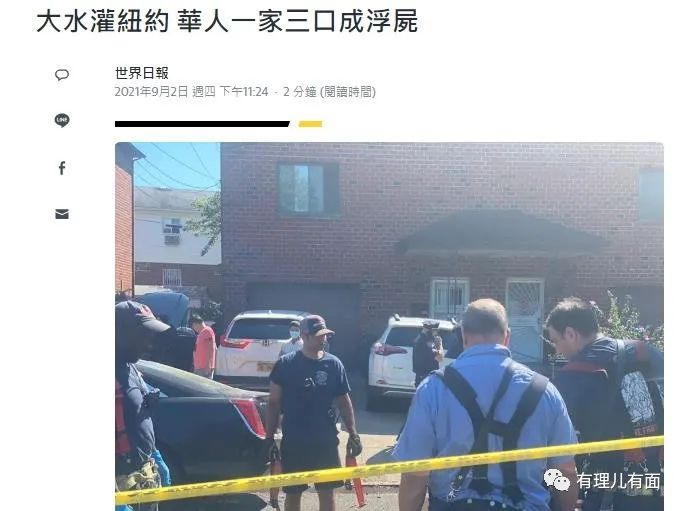 大水灌紐約 華人一家三口成浮屍
世界日報
2021年9月2日 週四 下午11:24 · 2 分鐘 (閱讀時間)
LINE
有理儿有面